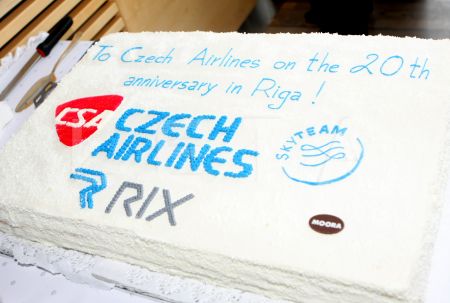 To Czech Airlines on the 20th
anniversary in Riga !
CSA
CZECH
AIRLINES
SKYTEAM
RIX
MOORA